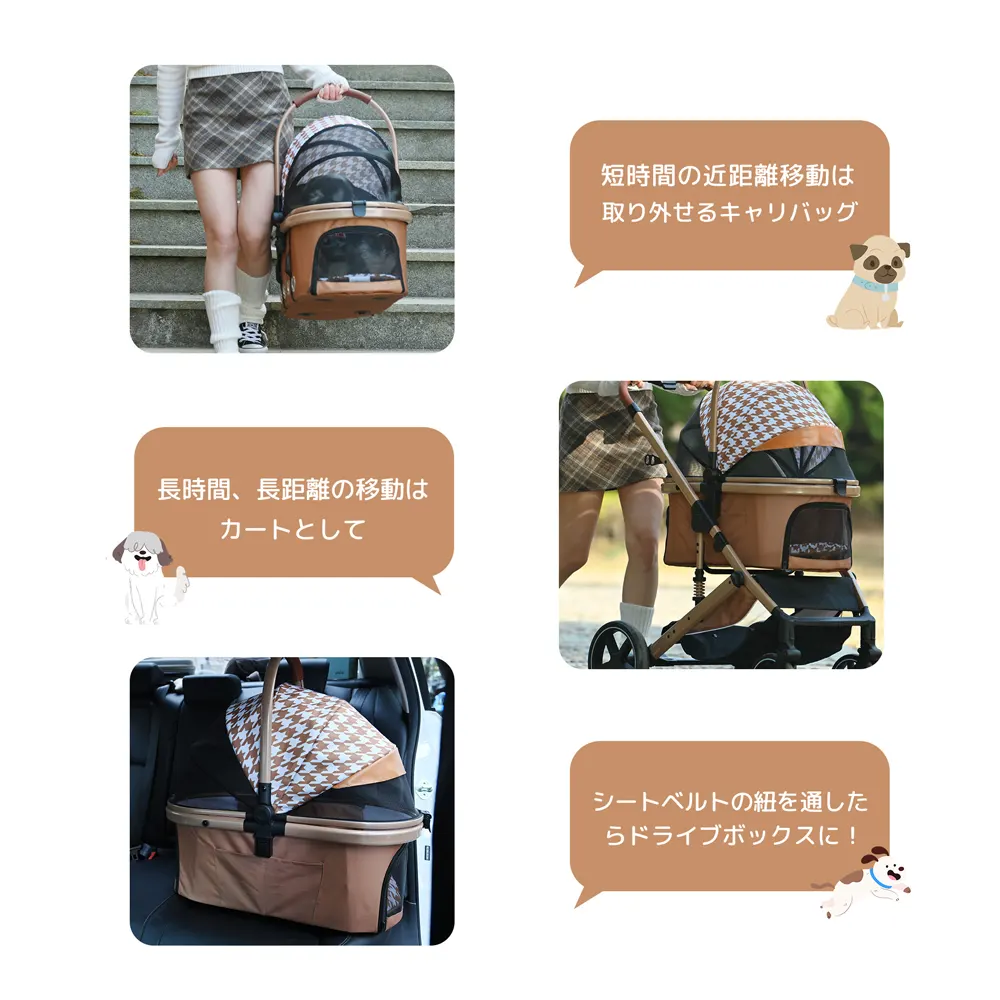 短時間の近距離移動は
取り外せるキャリバッグ
長時間、長距離の移動は
カートとして
シートベルトの紐を通した
らドライブボックスに！